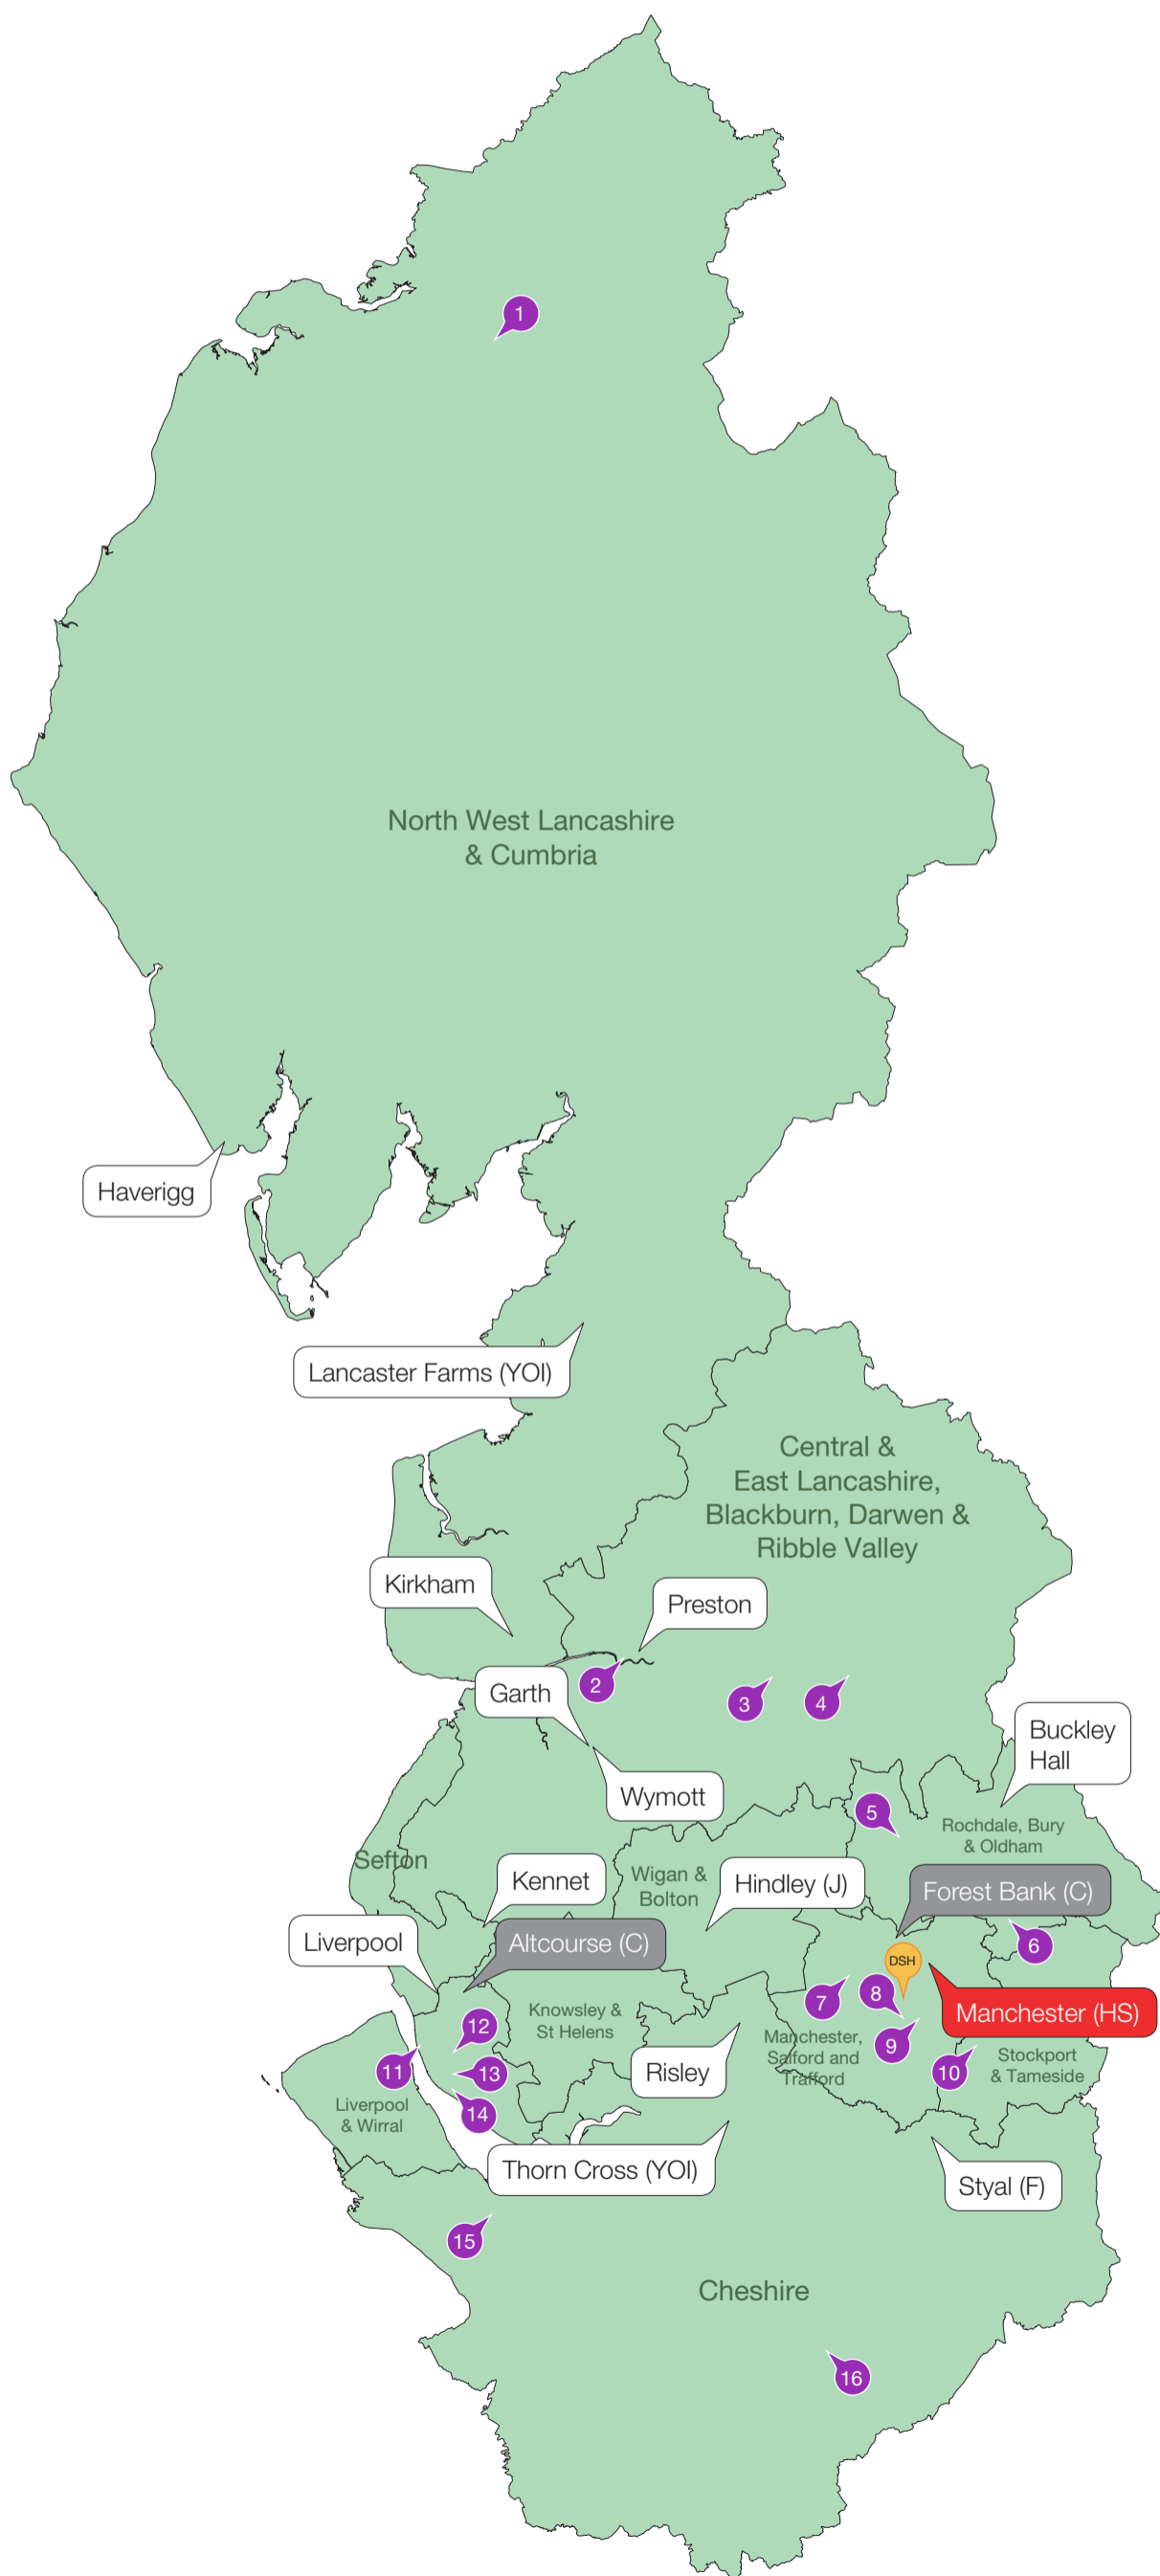 1
North West Lancashire
& Cumbria
Haverigg
Lancaster Farms (YOI)
Central &
East Lancashire,
Blackburn, Darwen &
Ribble Valley
Kirkham
Preston
2
Garth
3
4
Buckley
Hall
Wymott
5
Rochdale, Bury
& Oldham
Sefton
Kennet
Wigan &
Bolton
Hindley (J)
Forest Bank (C)
Liverpool
Altcourse (C)
6
DSH
7
8
Manchester (HS)
Knowsley &
St Helens
12
Manchester,
Salford and
Trafford
9
Stockport
& Tameside
11
13
Risley
10
Liverpool
& Wirral
14
Thorn Cross (YOI)
Styal (F)
15
Cheshire
16